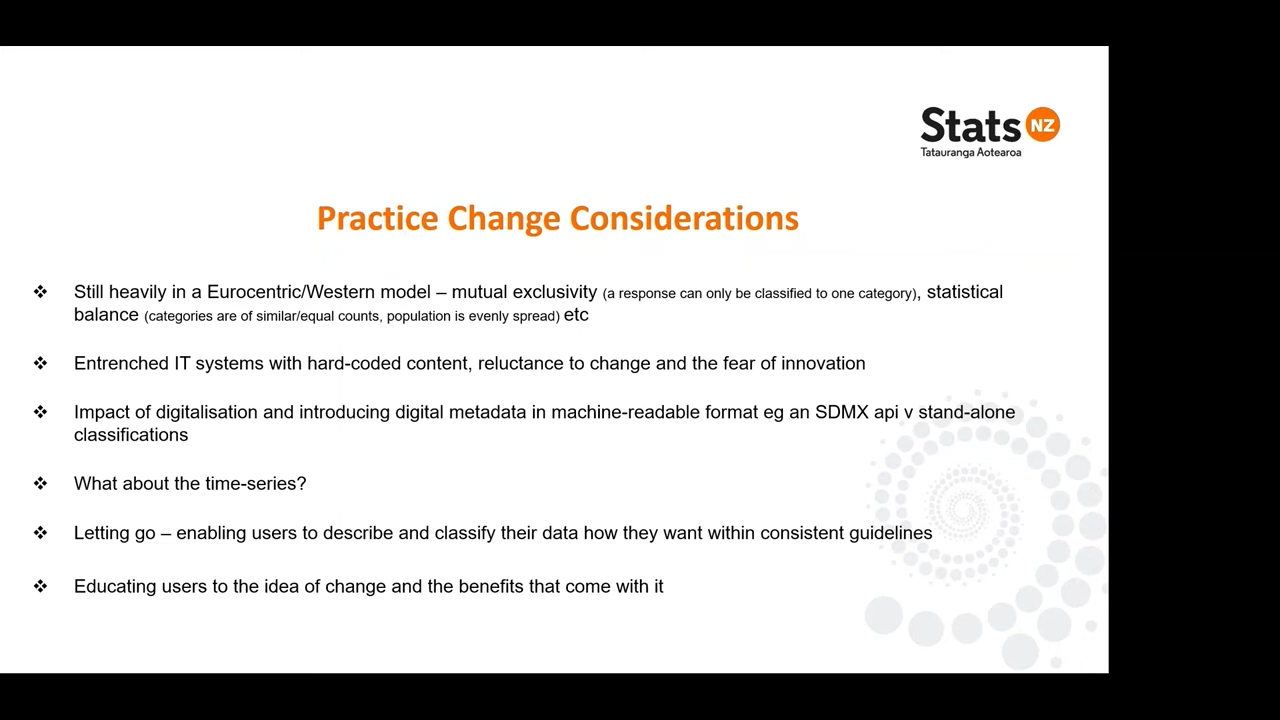 Stats NZ
Tatauranga Aotearoa
Practice Change Considerations
❖ Still heavily in a Eurocentric/Western model – mutual exclusivity (a response can only be classified to one category), statistical
balance (categories are of similar/equal counts, population is evenly spread) etc
❖ Entrenched IT systems with hard-coded content, reluctance to change and the fear of innovation
❖ Impact of digitalisation and introducing digital metadata in machine-readable format eg an SDMX api v stand-alone
classifications
❖ What about the time-series?
❖ Letting go – enabling users to describe and classify their data how they want within consistent guidelines
❖ Educating users to the idea of change and the benefits that come with it